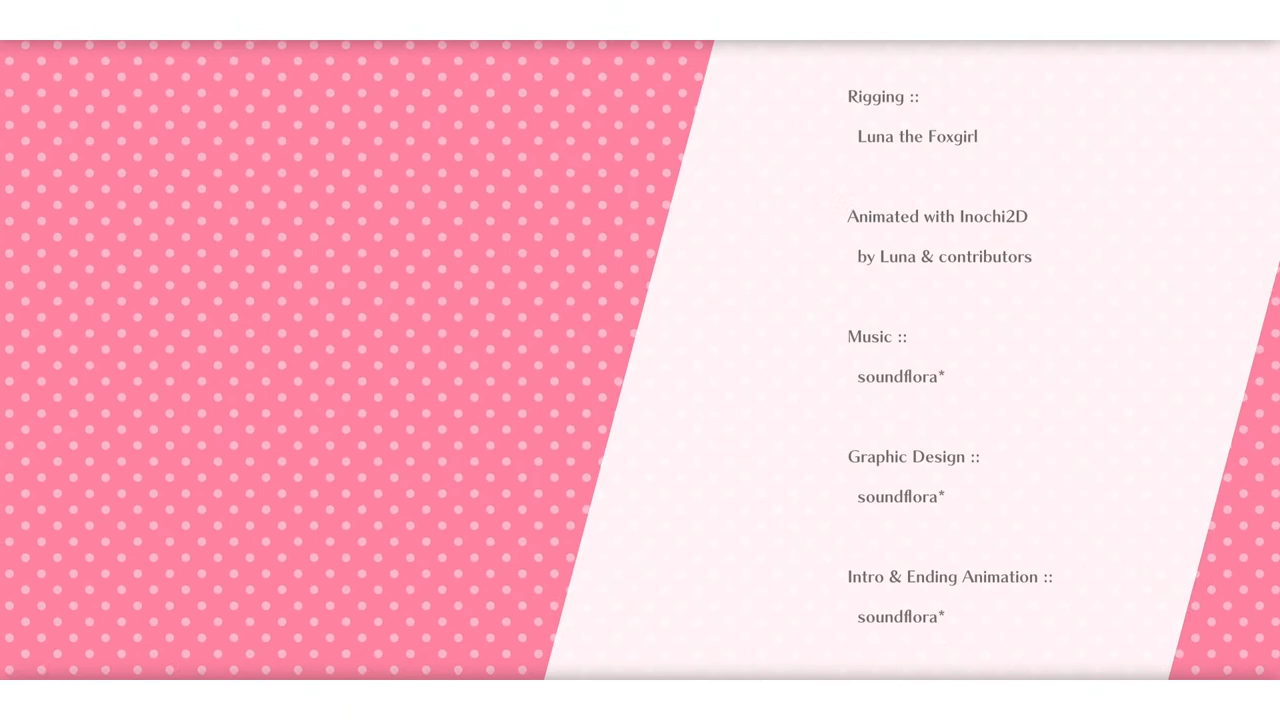 Rigging ::
Luna the Foxgirl
Animated with Inochi2D
by Luna & contributors
Music ::
soundflora*
Graphic Design ::
soundflora*
Intro & Ending Animation ::
soundflora*